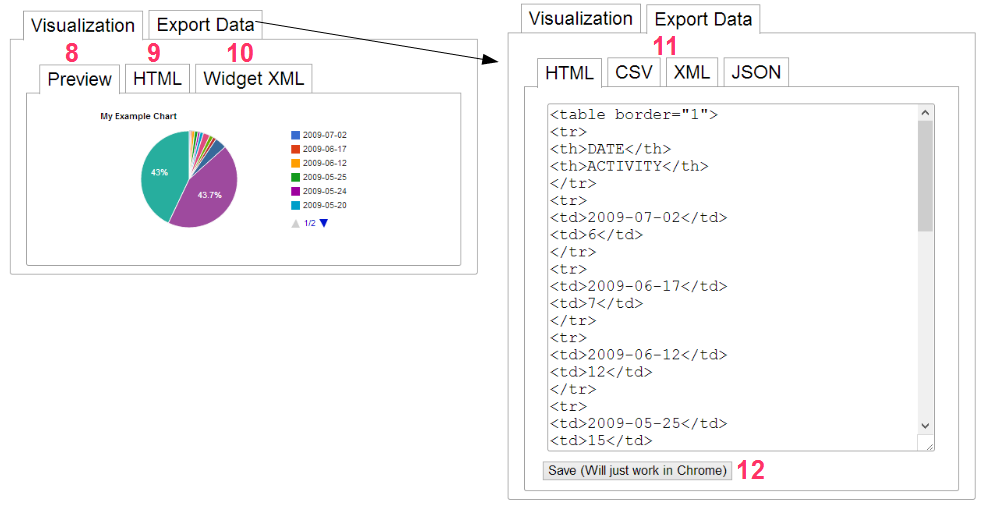 Visualization
Export Data
8
9
10
Preview
HTML
Widget XML
My Example Chart
43%
43.7%
2009-07-02
2009-06-17
2009-06-12
2009-05-25
2009-05-24
2009-05-20
1/2
Visualization
Export Data
11
HTML
CSV
XML
JSON
<table border="1">
<tr>
<th>DATE</th>
<th>ACTIVITY</th>
</tr>
<tr>
<td>2009-07-02</td>
<td>6</td>
</tr>
<tr>
<td>2009-06-17</td>
<td>7</td>
</tr>
<tr>
<td>2009-06-12</td>
<td>12</td>
</tr>
<tr>
<td>2009-05-25</td>
<td>15</td>
Save (Will just work in Chrome)
12